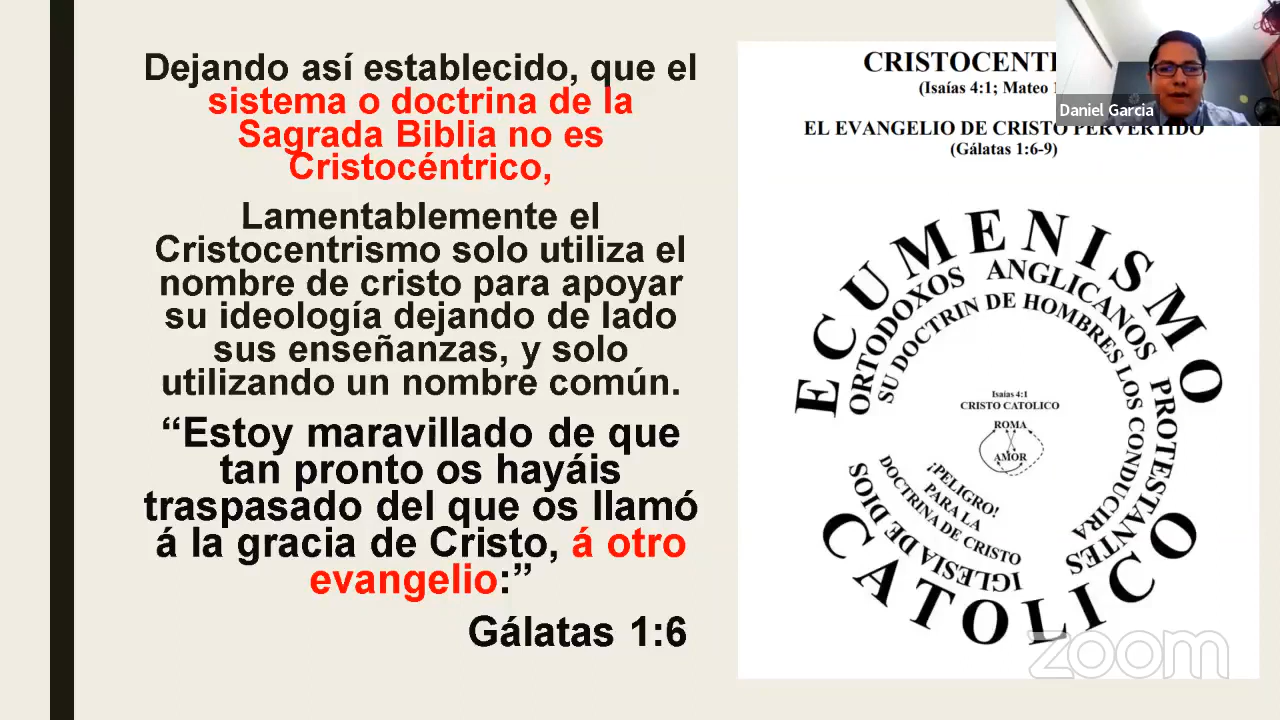 Dejando así establecido, que el
sistema o doctrina de la
Sagrada Biblia no es
Cristocéntrico,
Lamentablemente el
Cristocentrismo solo utiliza el
nombre de cristo para apoyar
su ideología dejando de lado
sus enseñanzas, y solo
utilizando un nombre común.
“Estoy maravillado de que
tan pronto os hayáis
traspasado del que os llamó
á la gracia de Cristo, á otro
evangelio:”
Gálatas 1:6
(Isaías 4:1; Mateo
Daniel Garcia
EL EVANGELIO DE CRISTO PERVERTIDO
(Gálatas 1:6-9)
ECUMENISMO
ORTODOXOS ANGLICANOS PROTESTANTES
SU DOCTRIN DE HOMBRES LOS CONDUCIRA
Isaías 4:1
CRISTO CATOLICO
ROMA
AMOR
¡PELIGRO!
PARA LA
DOCTRINA DE CRISTO
IGLESIA DE DIOS
CATOLICO
zoom